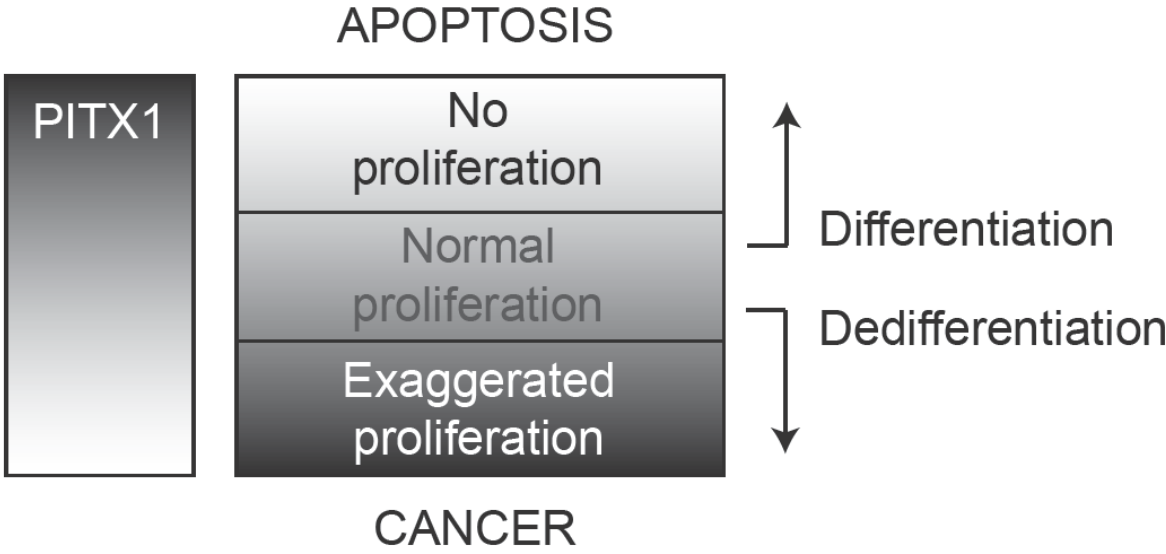 APOPTOSIS
PITX1
No
proliferation
Normal
proliferation
Exaggerated
proliferation
Differentiation
Dedifferentiation
CANCER